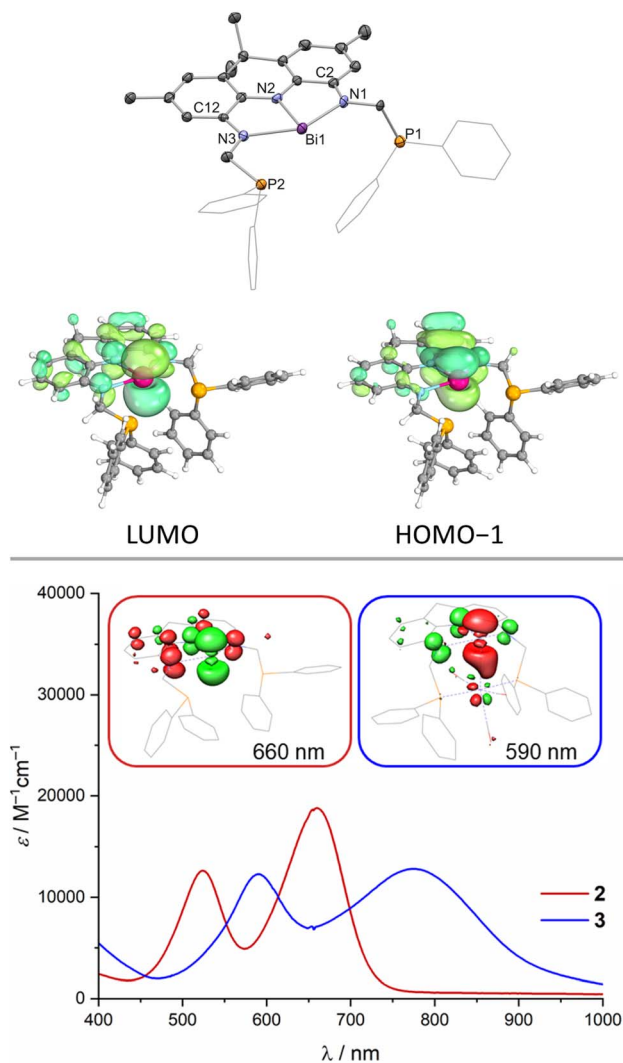 N2
C2
N1
C12
N3
Bi1
P1
P2
LUMO
HOMO−1
40000
30000
20000
10000
0
ε / M⁻¹cm⁻¹
660 nm
590 nm
2
3
400
500
600
700
800
900
1000
λ / nm